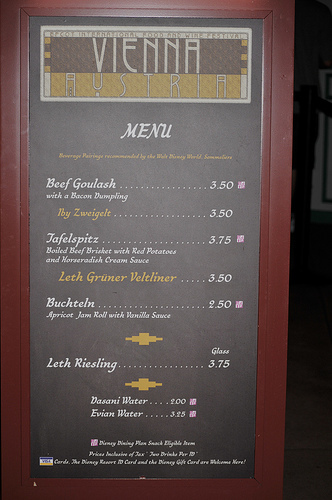 EPCOT INTERNATIONAL FOOD AND WINE FESTIVAL
VIENNA
AUSTRIA
MENU
Beverage Pairings recommended by the Walt Disney World Sommeliers
Beef Goulash .................. 3.50
with a Bacon Dumpling
Iby Zweigelt .................. 3.50
Tafelspitz .................. 3.75
Boiled Beef Brisket with Red Potatoes
and Horseradish Cream Sauce
Leth Grüner Veltliner ...... 3.50
Buchteln .................. 2.50
Apricot Jam Roll with Vanilla Sauce
Glass
Leth Riesling .................. 3.75
Dasani Water .... 2.00
Evian Water .... 3.25
Disney Dining Plan Snack Eligible Item
Prices Inclusive of Tax Two Drinks Per ID
VISA Cards, The Disney Resort ID Card and the Disney Gift Card are Welcome Here!